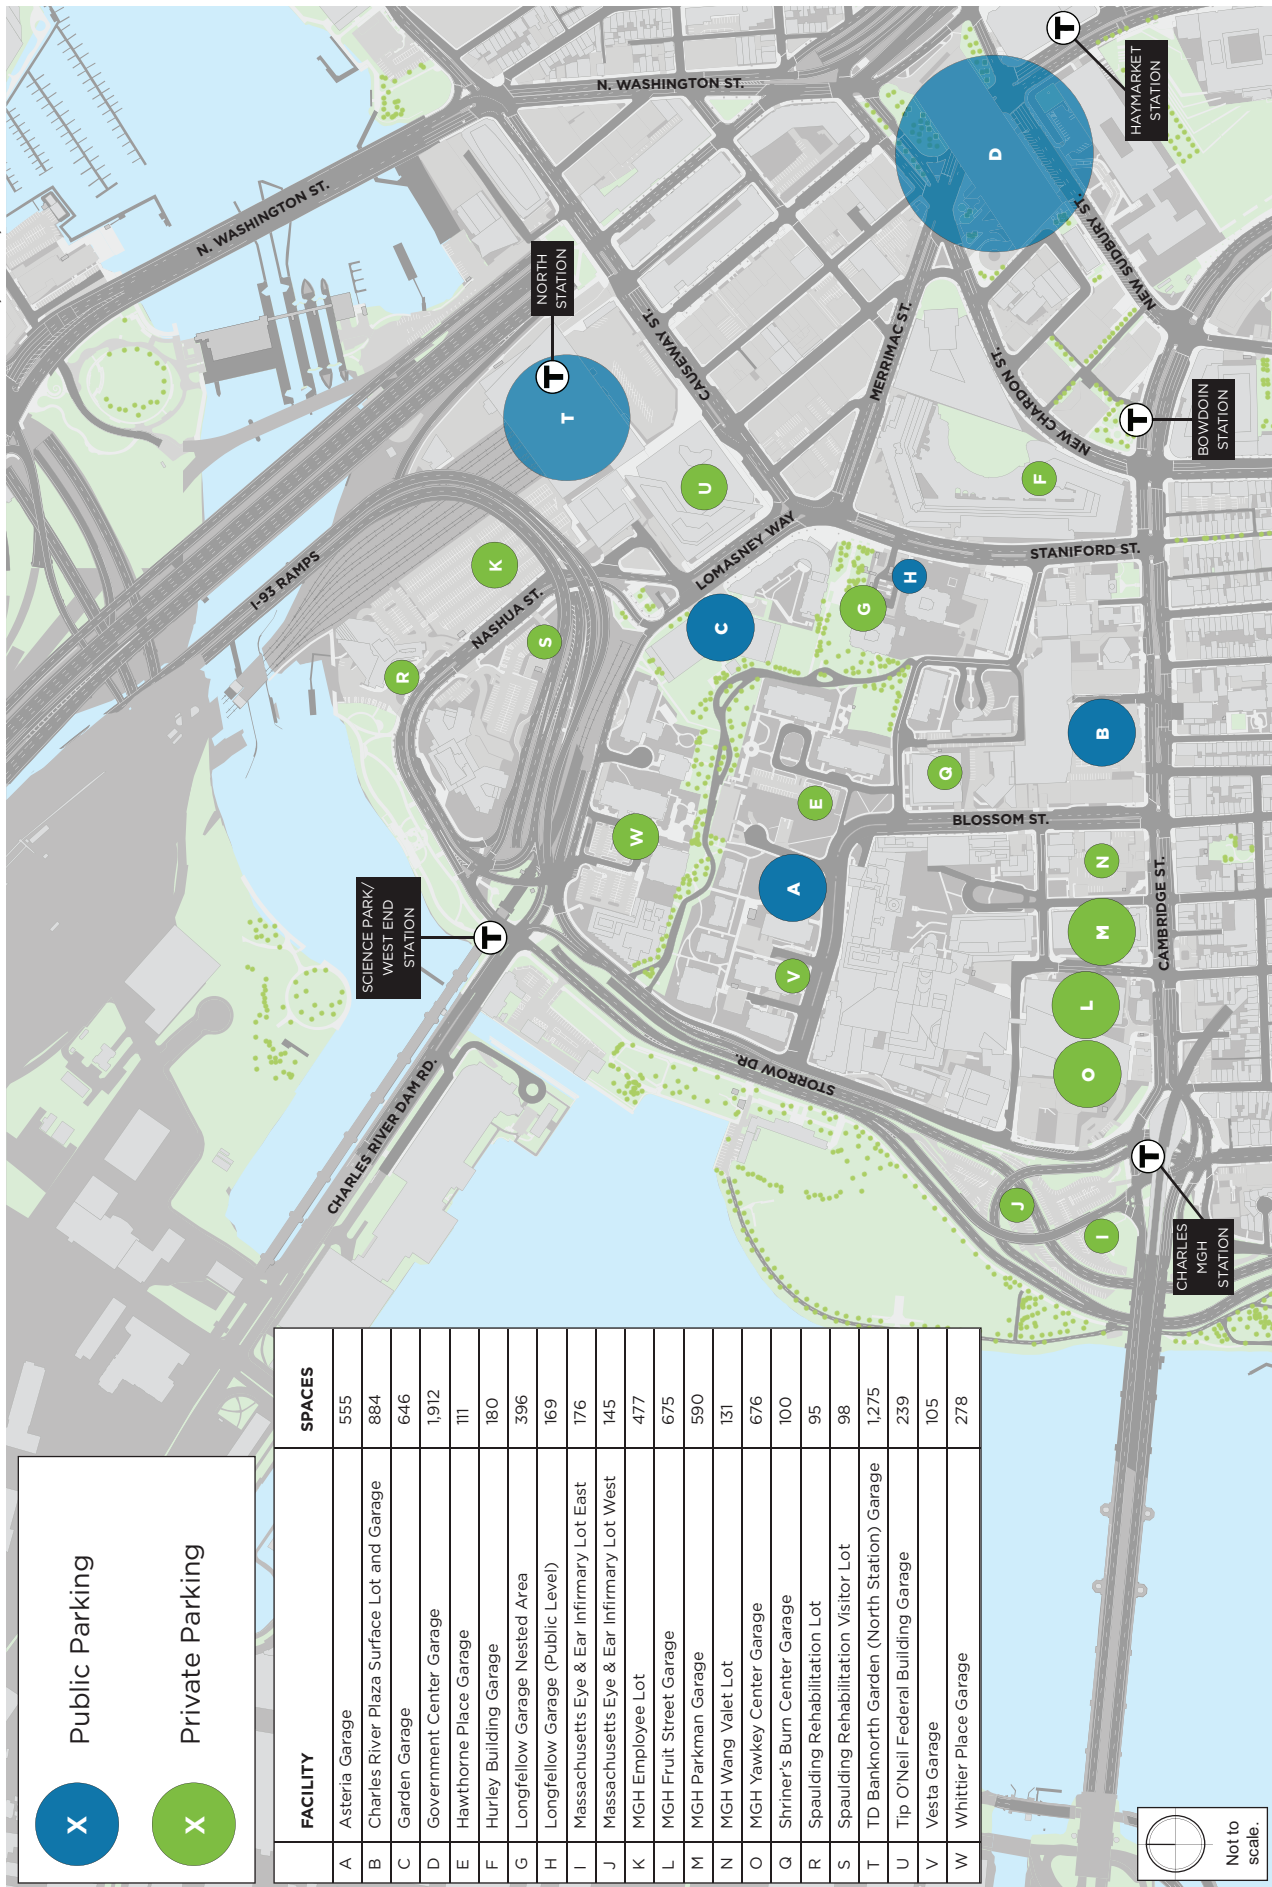 X Public Parking
X Private Parking
FACILITY SPACES
A Asteria Garage 555
B Charles River Plaza Surface Lot and Garage 884
C Garden Garage 646
D Government Center Garage 1,912
E Hawthorne Place Garage 111
F Hurley Building Garage 180
G Longfellow Garage Nested Area 396
H Longfellow Garage (Public Level) 169
I Massachusetts Eye & Ear Infirmary Lot East 176
J Massachusetts Eye & Ear Infirmary Lot West 145
K MGH Employee Lot 477
L MGH Fruit Street Garage 675
M MGH Parkman Garage 590
N MGH Wang Valet Lot 131
O MGH Yawkey Center Garage 676
Q Shriner's Burn Center Garage 100
R Spaulding Rehabilitation Lot 95
S Spaulding Rehabilitation Visitor Lot 98
T TD Banknorth Garden (North Station) Garage 1,275
U Tip O'Neil Federal Building Garage 239
V Vesta Garage 105
W Whittier Place Garage 278
Not to
scale.
CHARLES RIVER DAM RD.
SCIENCE PARK/
WEST END
STATION
T
I-93 RAMPS
N. WASHINGTON ST.
N. WASHINGTON ST.
R
K
NASHUA ST.
S
NORTH
STATION
T
T
CAUSEWAY ST.
U
LOMASNEY WAY
C
W
STORROW DR.
V
A
E
G
H
MERRIMAC ST.
D
HAYMARKET
STATION
T
NEW SUDBURY ST.
NEW CHARDON ST.
F
STANIFORD ST.
BOWDOIN
STATION
T
Q
B
BLOSSOM ST.
N
M
L
O
CAMBRIDGE ST.
J
I
CHARLES
MGH
STATION
T